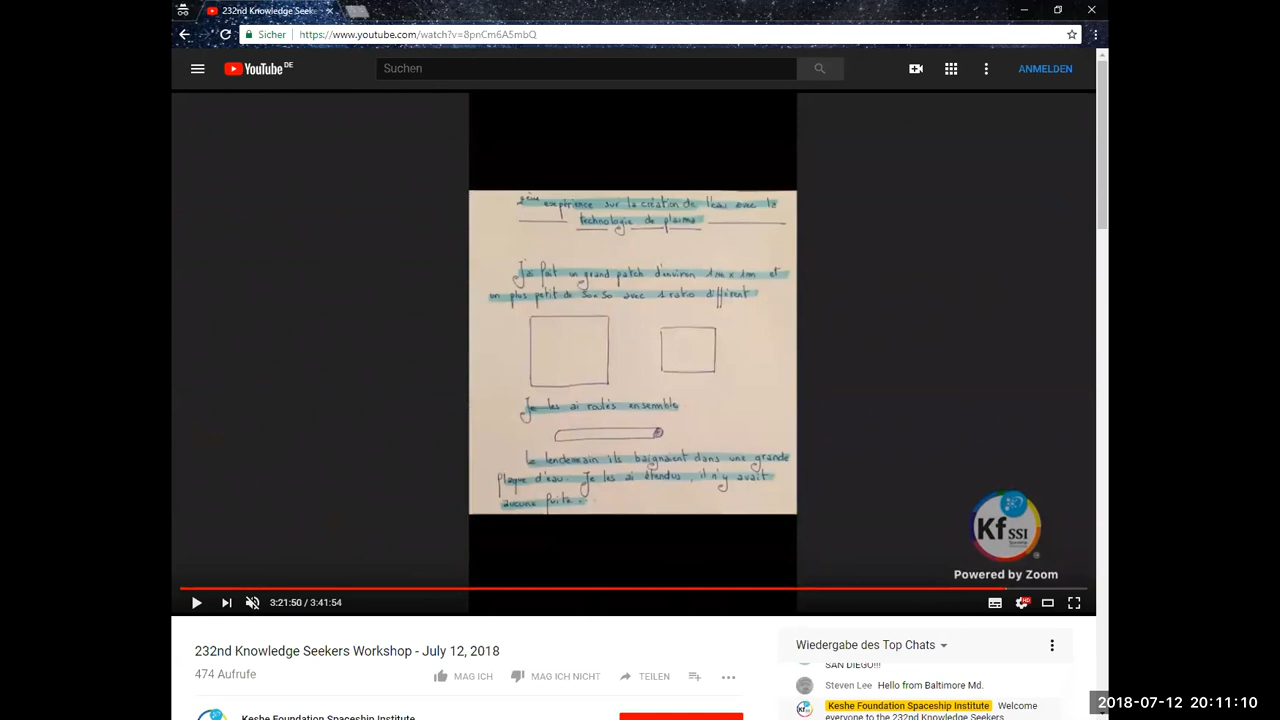 232nd Knowledge Seeke
Sicher https://www.youtube.com/watch?v=8pnCm6A5mbQ
YouTube DE
Suchen
ANMELDEN
2ème expérience sur la création de l'eau avec la
technologie de plasma
J'ai fait un grand patch d'environ 1m x 1m et
un plus petit de 50x50 avec 1 ratio différent
Je les ai roulés ensemble
Le lendemain ils baignaient dans une grande
plaque d'eau Je les ai étendus, il n'y avait
aucune fuite.
Kf SSI
Powered by Zoom
3:21:50 / 3:41:54
HD
232nd Knowledge Seekers Workshop - July 12, 2018
474 Aufrufe
MAG ICH
MAG ICH NICHT
TEILEN
Keshe Foundation Spaceship Institute
Wiedergabe des Top Chats
SAN DIEGO!!!
Steven Lee Hello from Baltimore Md.
Keshe Foundation Spaceship Institute Welcome
everyone to the 232nd Knowledge Seekers
2018-07-12 20:11:10